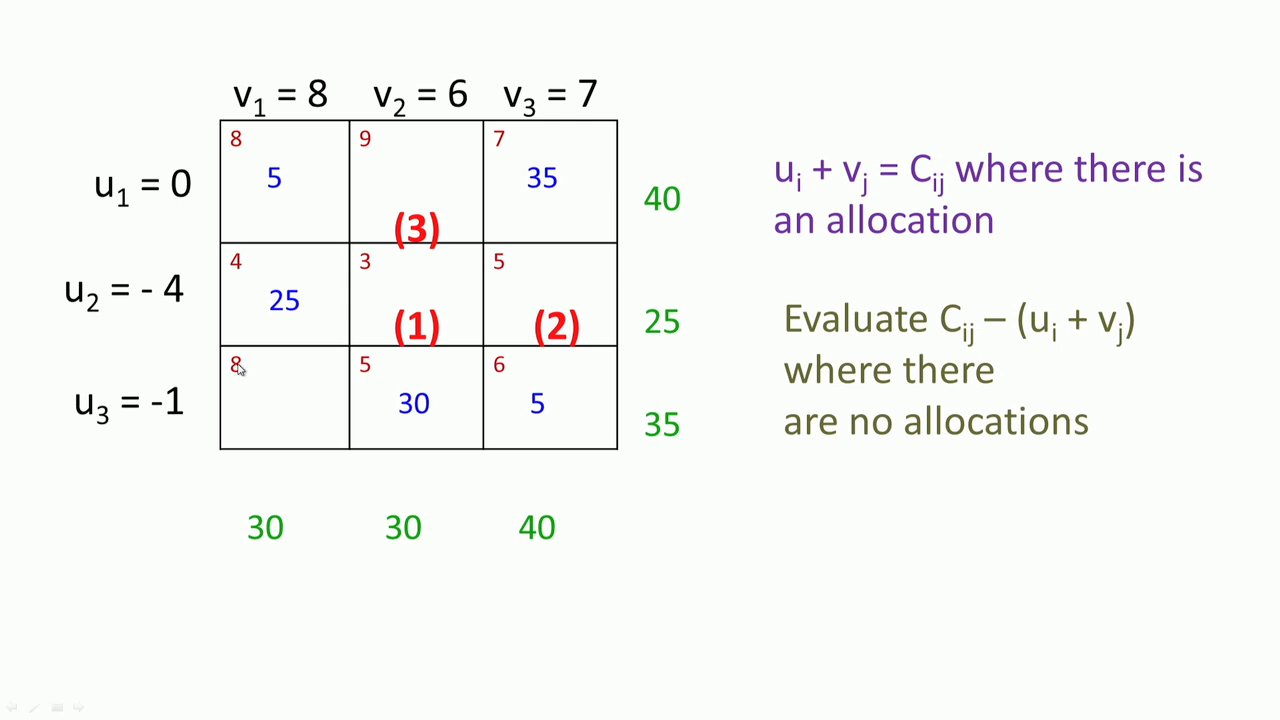 v₁ = 8 v₂ = 6 v₃ = 7
u₁ = 0
8 9 7
5 35
(3)
40
u₂ = - 4
4 3 5
25
(1) (2)
25
u₃ = -1
8 5 6
30 5
35
30 30 40
uᵢ + vⱼ = Cᵢⱼ where there is
an allocation
Evaluate Cᵢⱼ – (uᵢ + vⱼ)
where there
are no allocations